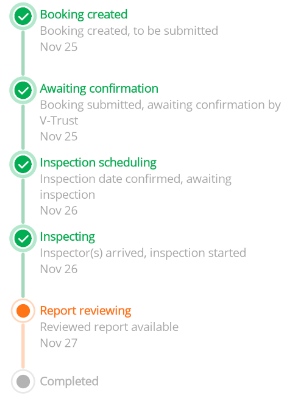 Booking created
Booking created, to be submitted
Nov 25
Awaiting confirmation
Booking submitted, awaiting confirmation by
V-Trust
Nov 25
Inspection scheduling
Inspection date confirmed, awaiting
inspection
Nov 26
Inspecting
Inspector(s) arrived, inspection started
Nov 26
Report reviewing
Reviewed report available
Nov 27
Completed